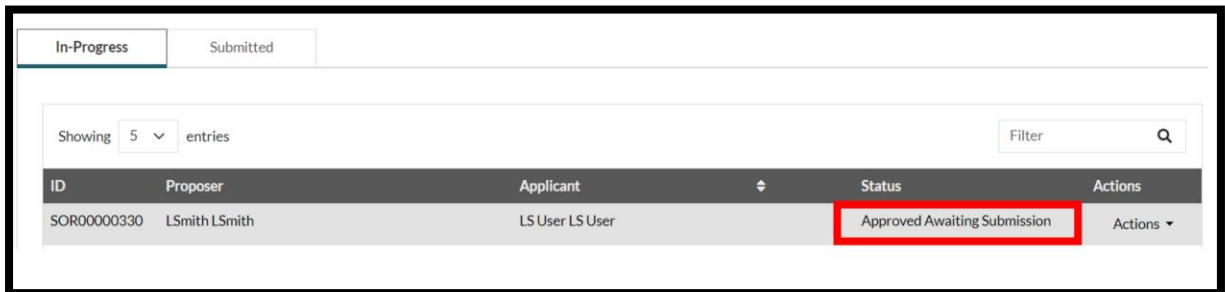 In-Progress Submitted
Showing 5 entries Filter
ID Proposer Applicant Status Actions
SOR00000330 LSmith LSmith LS User LS User Approved Awaiting Submission Actions